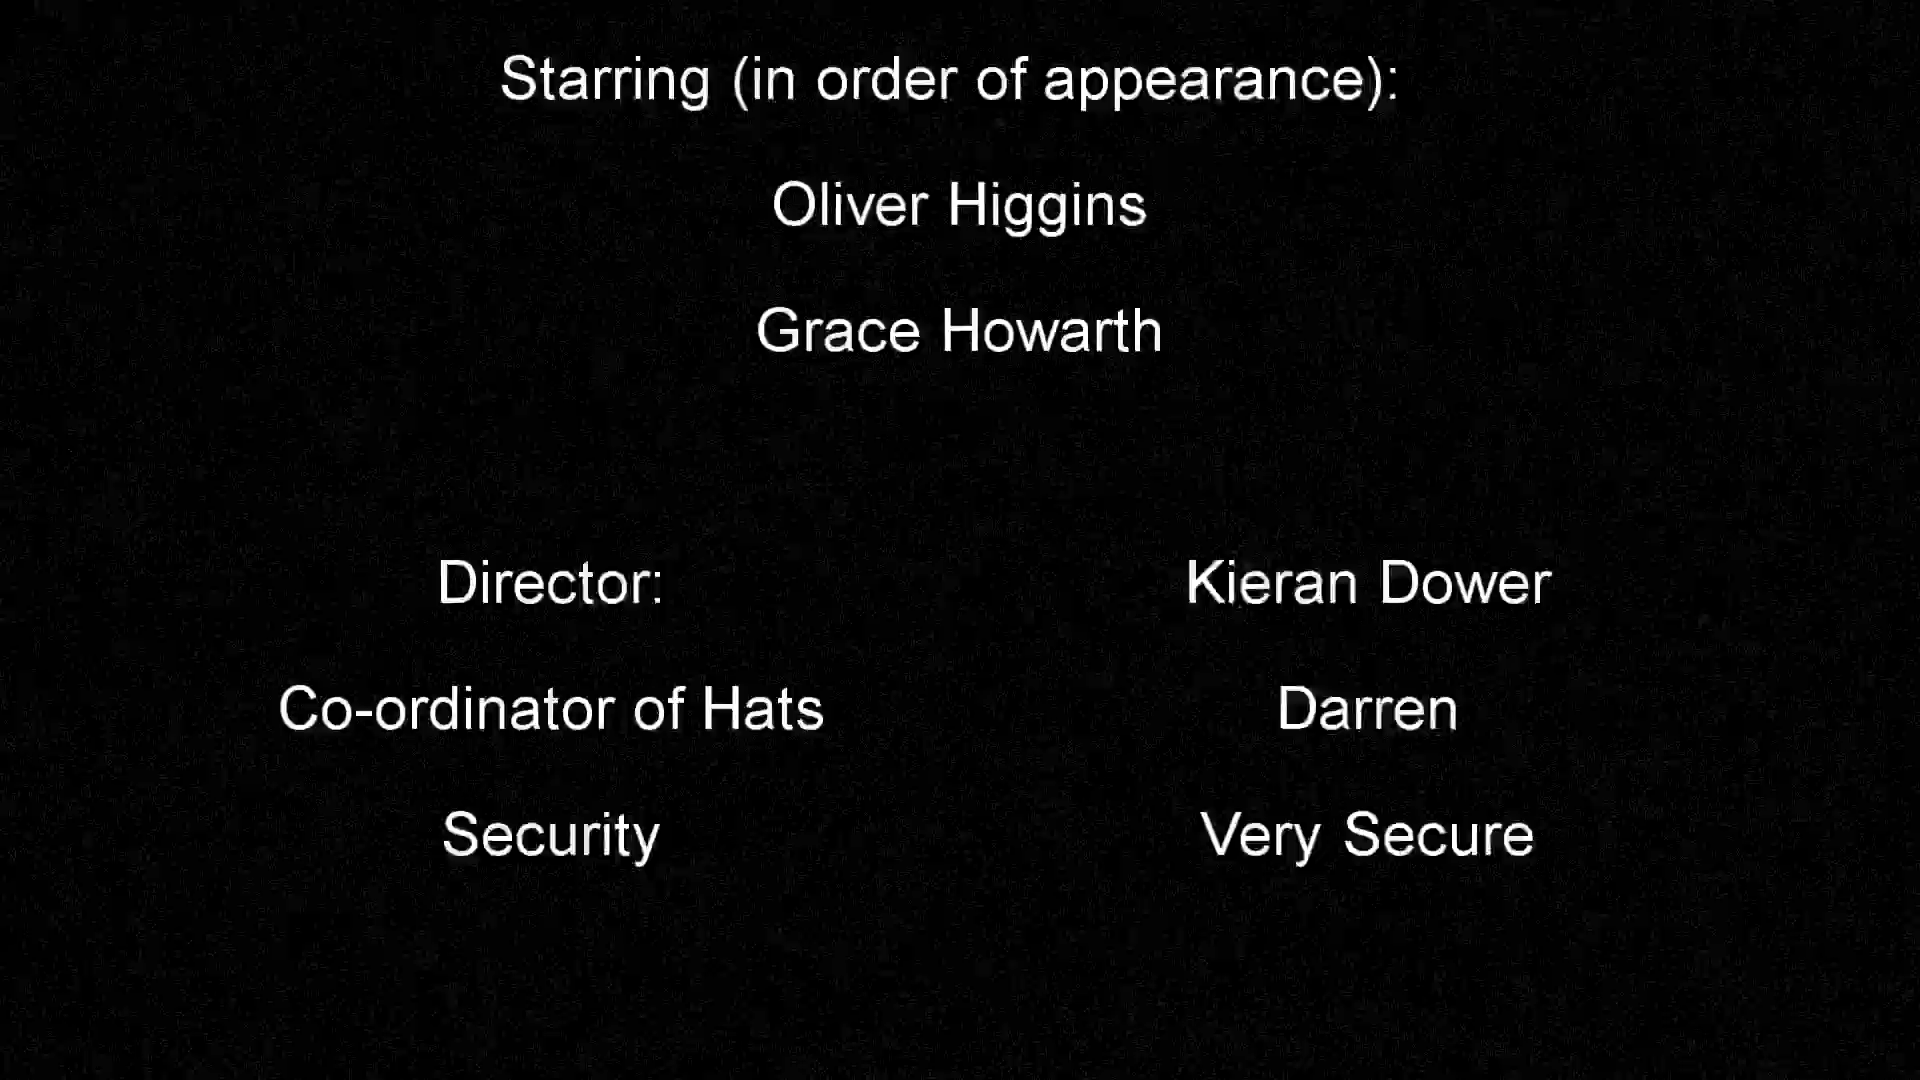 Starring (in order of appearance):
Oliver Higgins
Grace Howarth
Director: Kieran Dower
Co-ordinator of Hats Darren
Security Very Secure